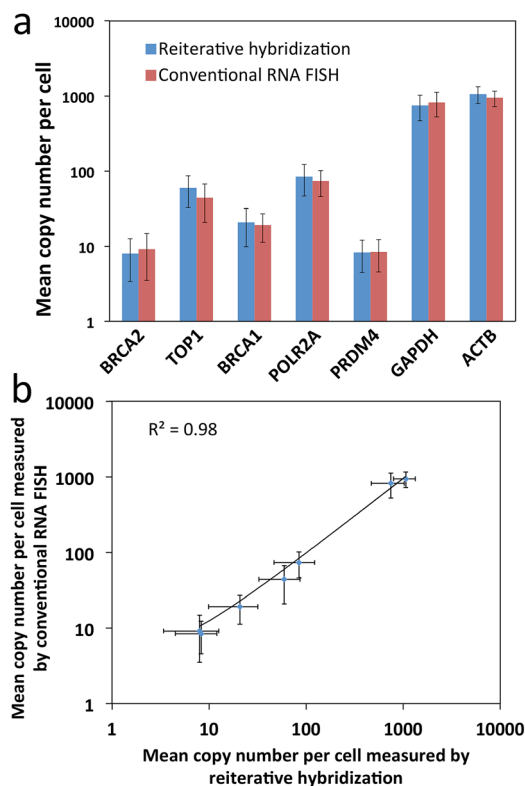 a
10000
1000
100
10
1
Mean copy number per cell
Reiterative hybridization
Conventional RNA FISH
BRCA2
TOP1
BRCA1
POLR2A
PRDM4
GAPDH
ACTB
b
10000
1000
100
10
1
Mean copy number per cell measured
by conventional RNA FISH
R² = 0.98
1
10
100
1000
10000
Mean copy number per cell measured by
reiterative hybridization